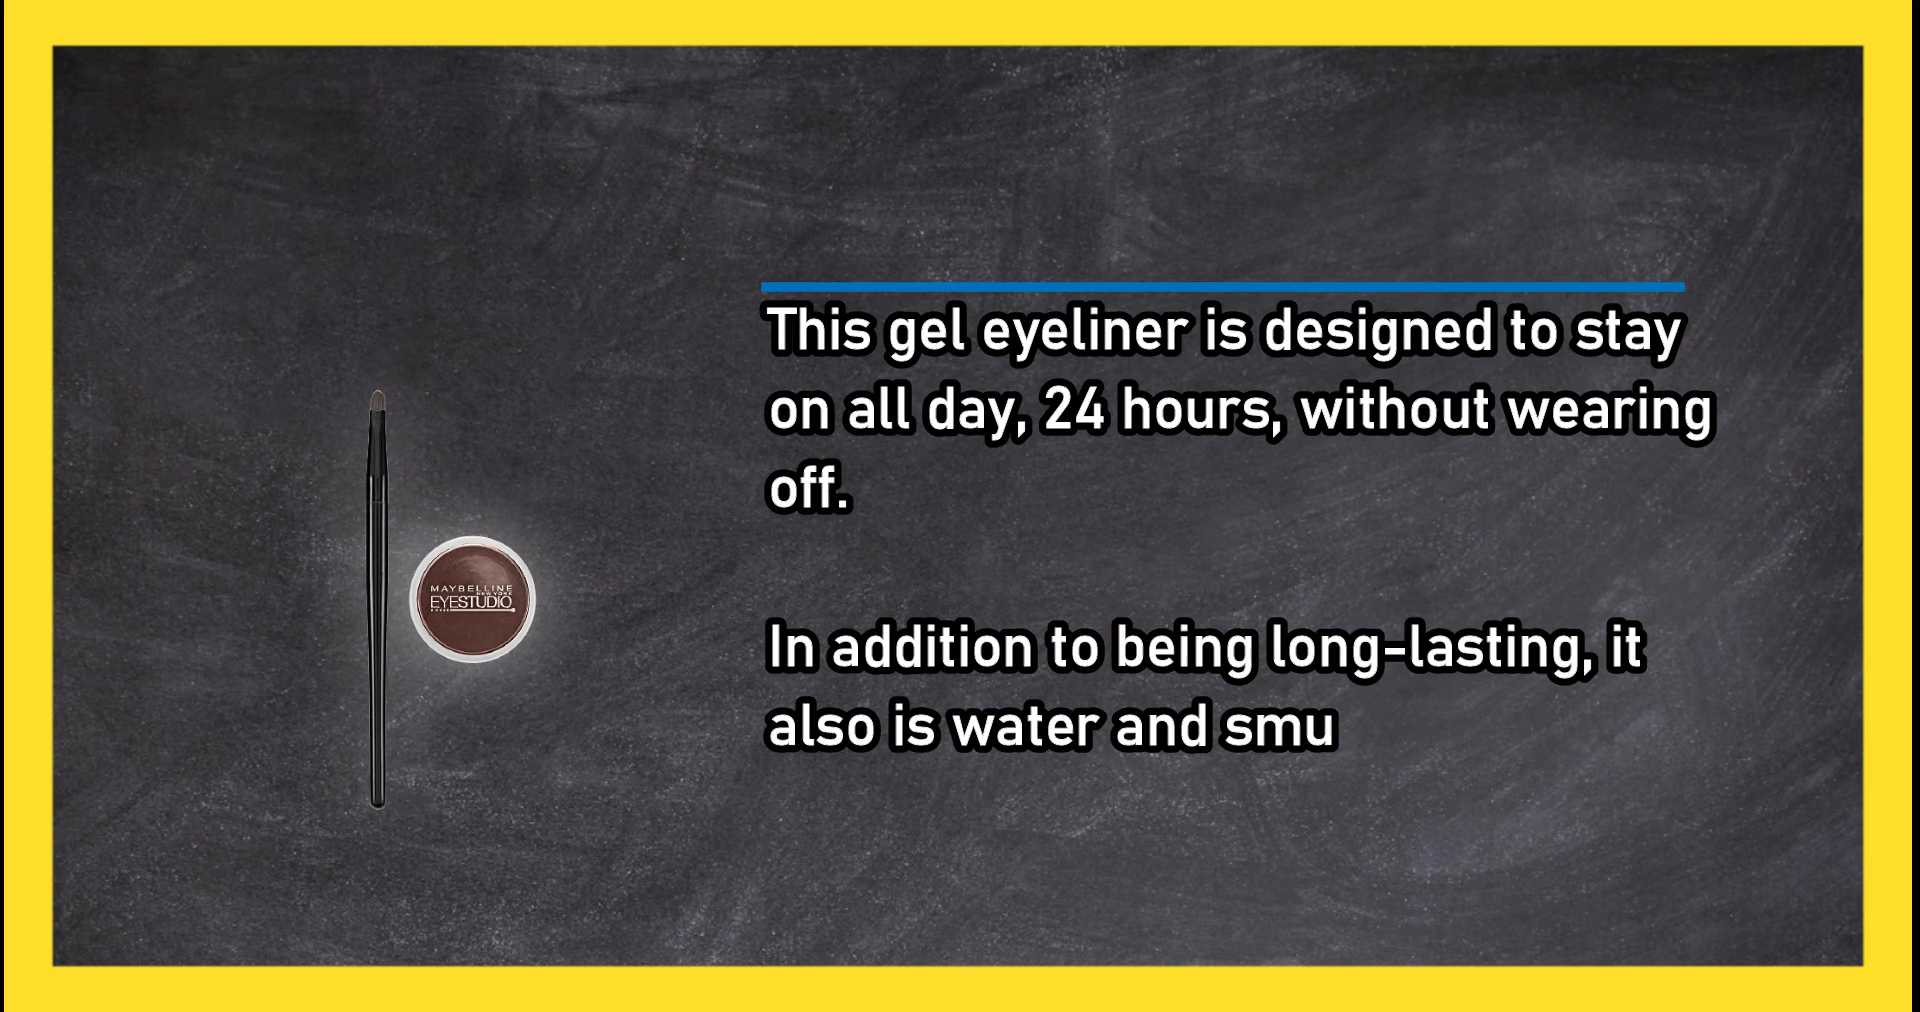 MAYBELLINE
NEW YORK
EYESTUDIO
This gel eyeliner is designed to stay
on all day, 24 hours, without wearing
off.
In addition to being long-lasting, it
also is water and smu